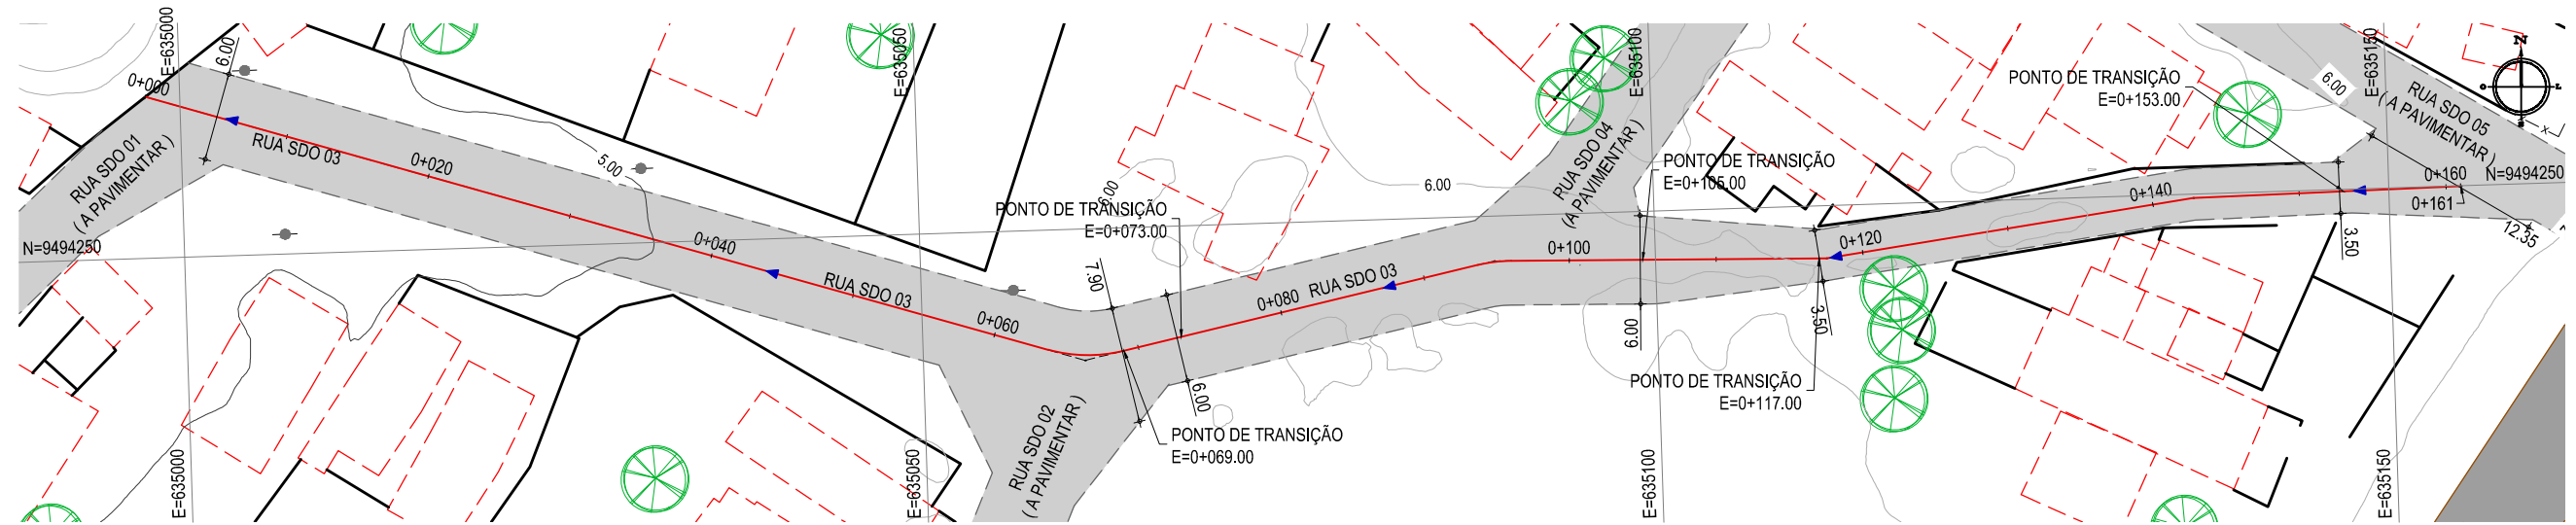 E=635000
6.00
0+000
RUA SDO 01
( A PAVIMENTAR )
N=9494250
RUA SDO 03
0+020
5.00
0+040
RUA SDO 03
0+060
E=635050
6.00
PONTO DE TRANSIÇÃO
E=0+073.00
7.90
6.00
PONTO DE TRANSIÇÃO
E=0+069.00
RUA SDO 02
( A PAVIMENTAR )
0+080
RUA SDO 03
6.00
0+100
RUA SDO 04
( A PAVIMENTAR )
E=635100
PONTO DE TRANSIÇÃO
E=0+105.00
6.00
PONTO DE TRANSIÇÃO
E=0+117.00
3.50
0+120
0+140
PONTO DE TRANSIÇÃO
E=0+153.00
E=635150
6.00
RUA SDO 05
( A PAVIMENTAR )
N
O
L
S
X
0+160
N=9494250
0+161
3.50
12.35
E=635000
E=635050
E=635100
E=635150